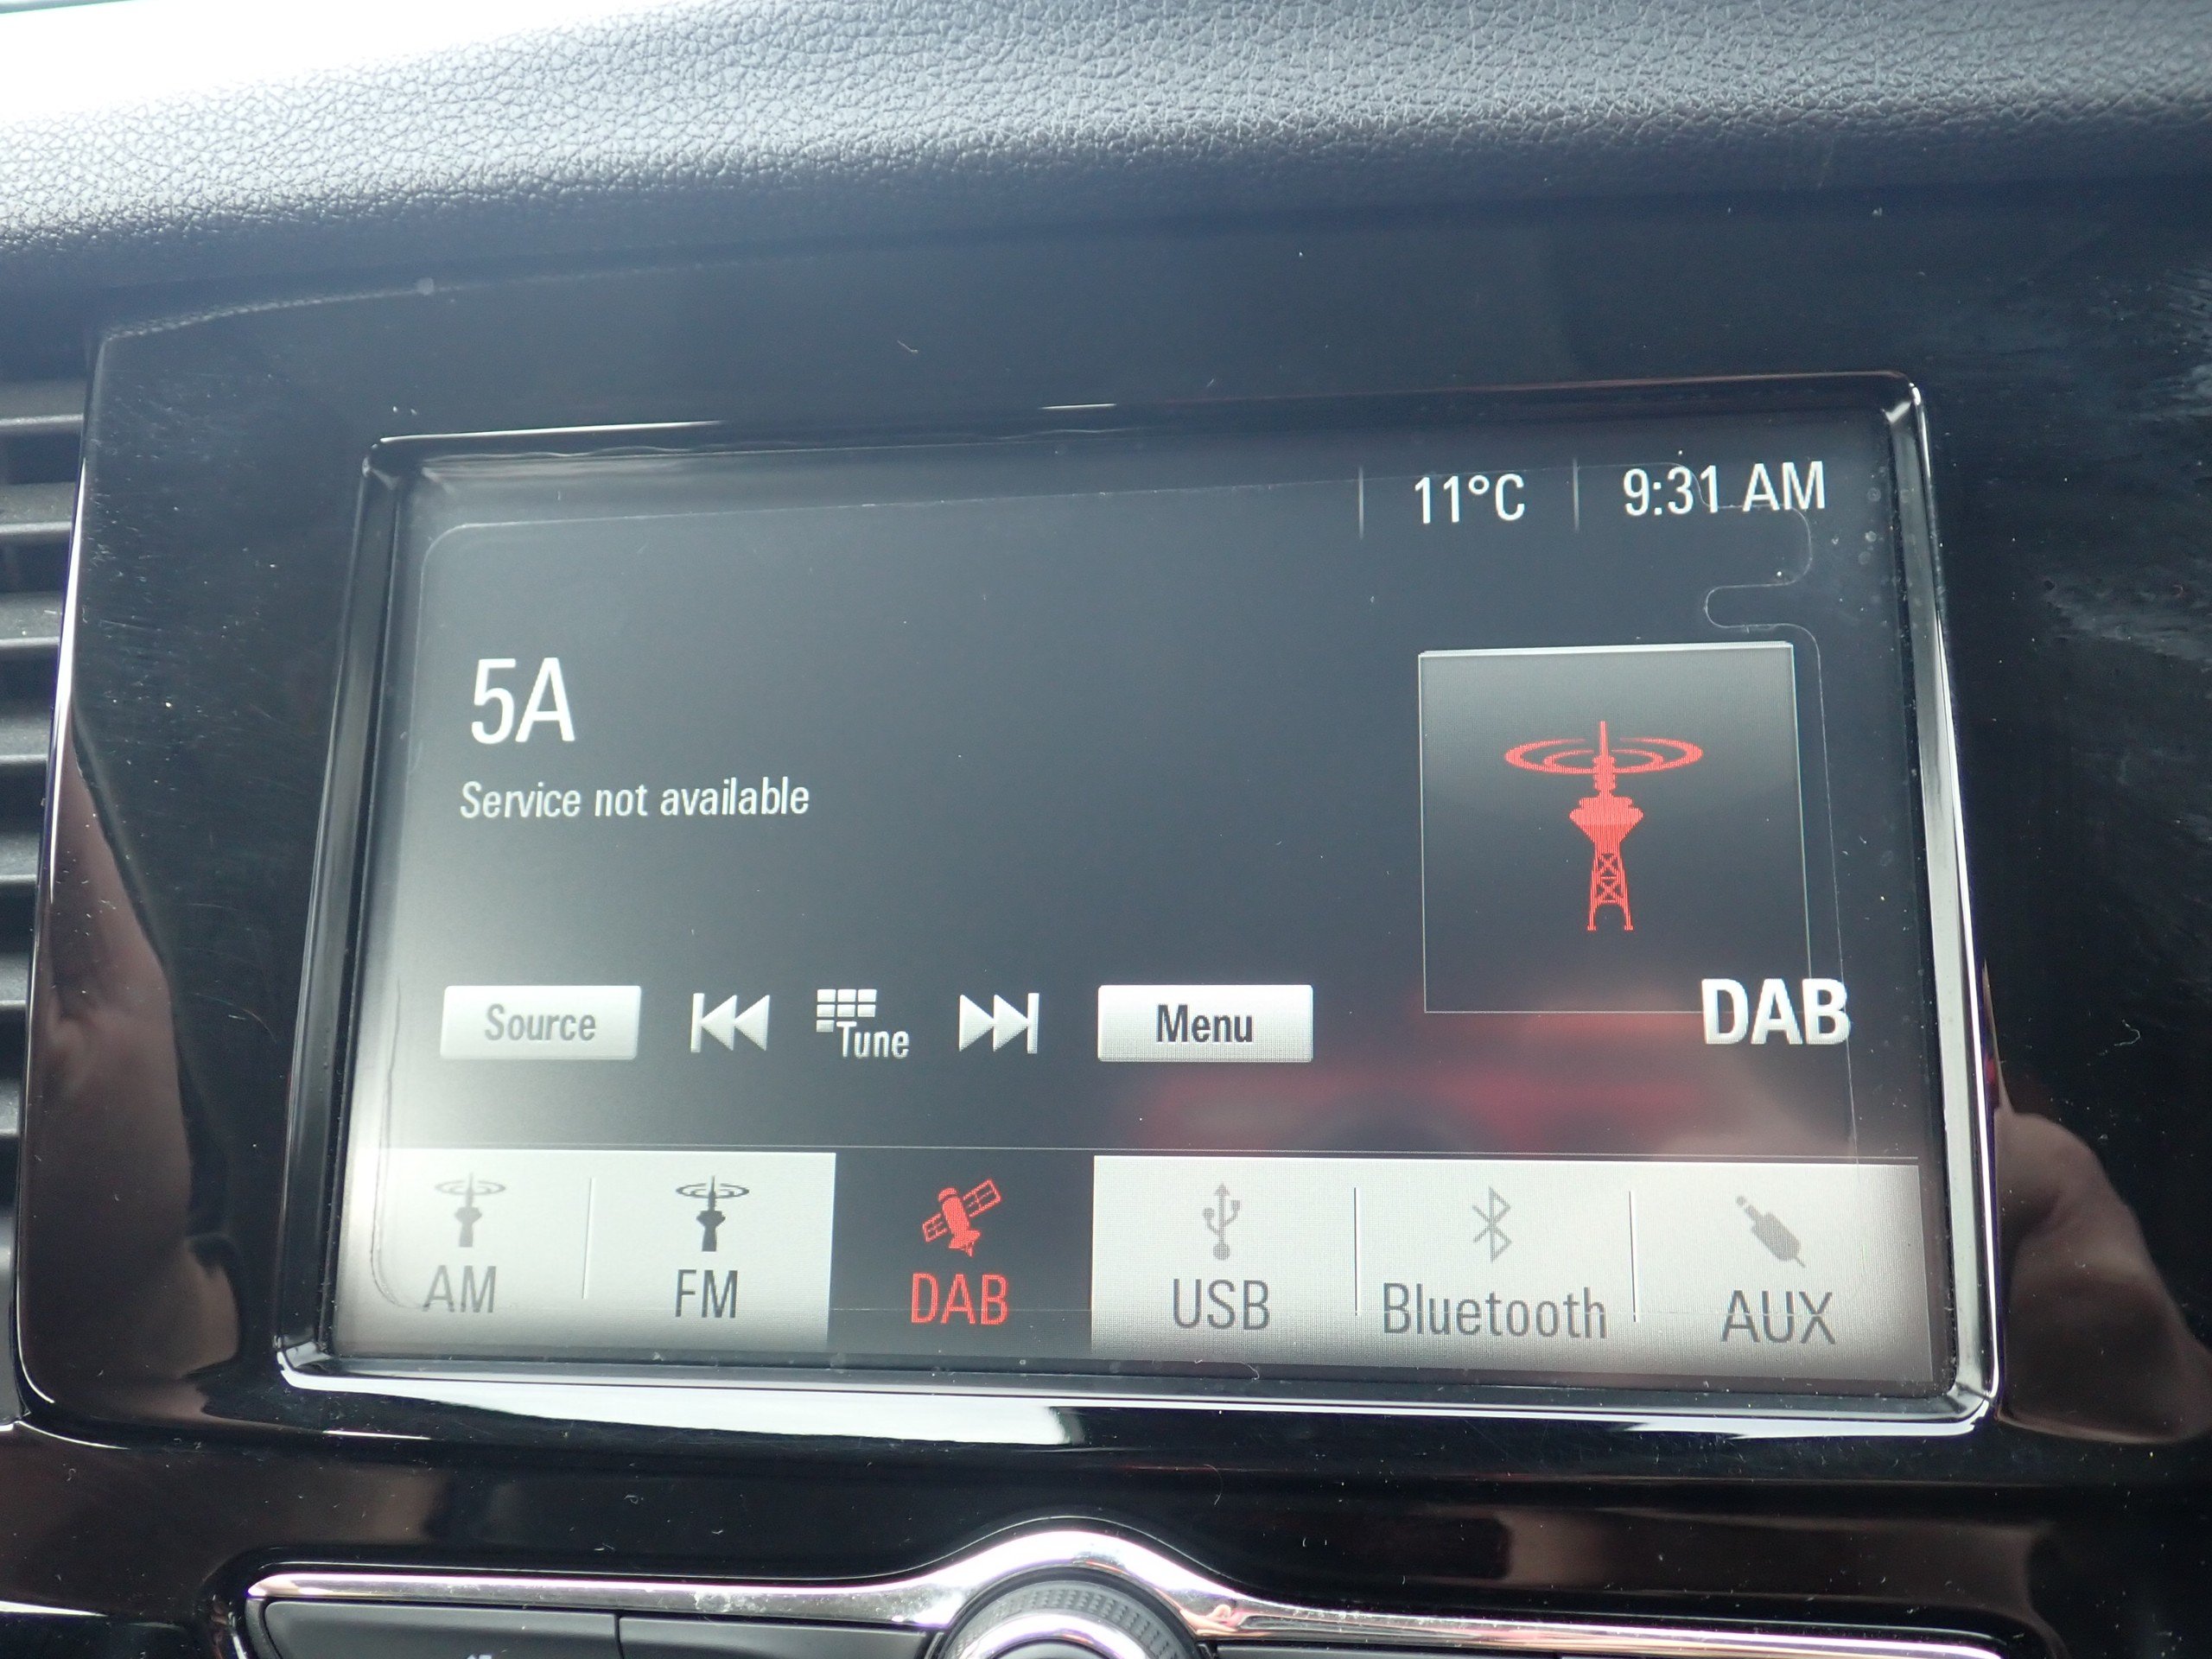 11°C 9:31 AM
5A
Service not available
Source Tune Menu
DAB
AM FM DAB USB Bluetooth AUX